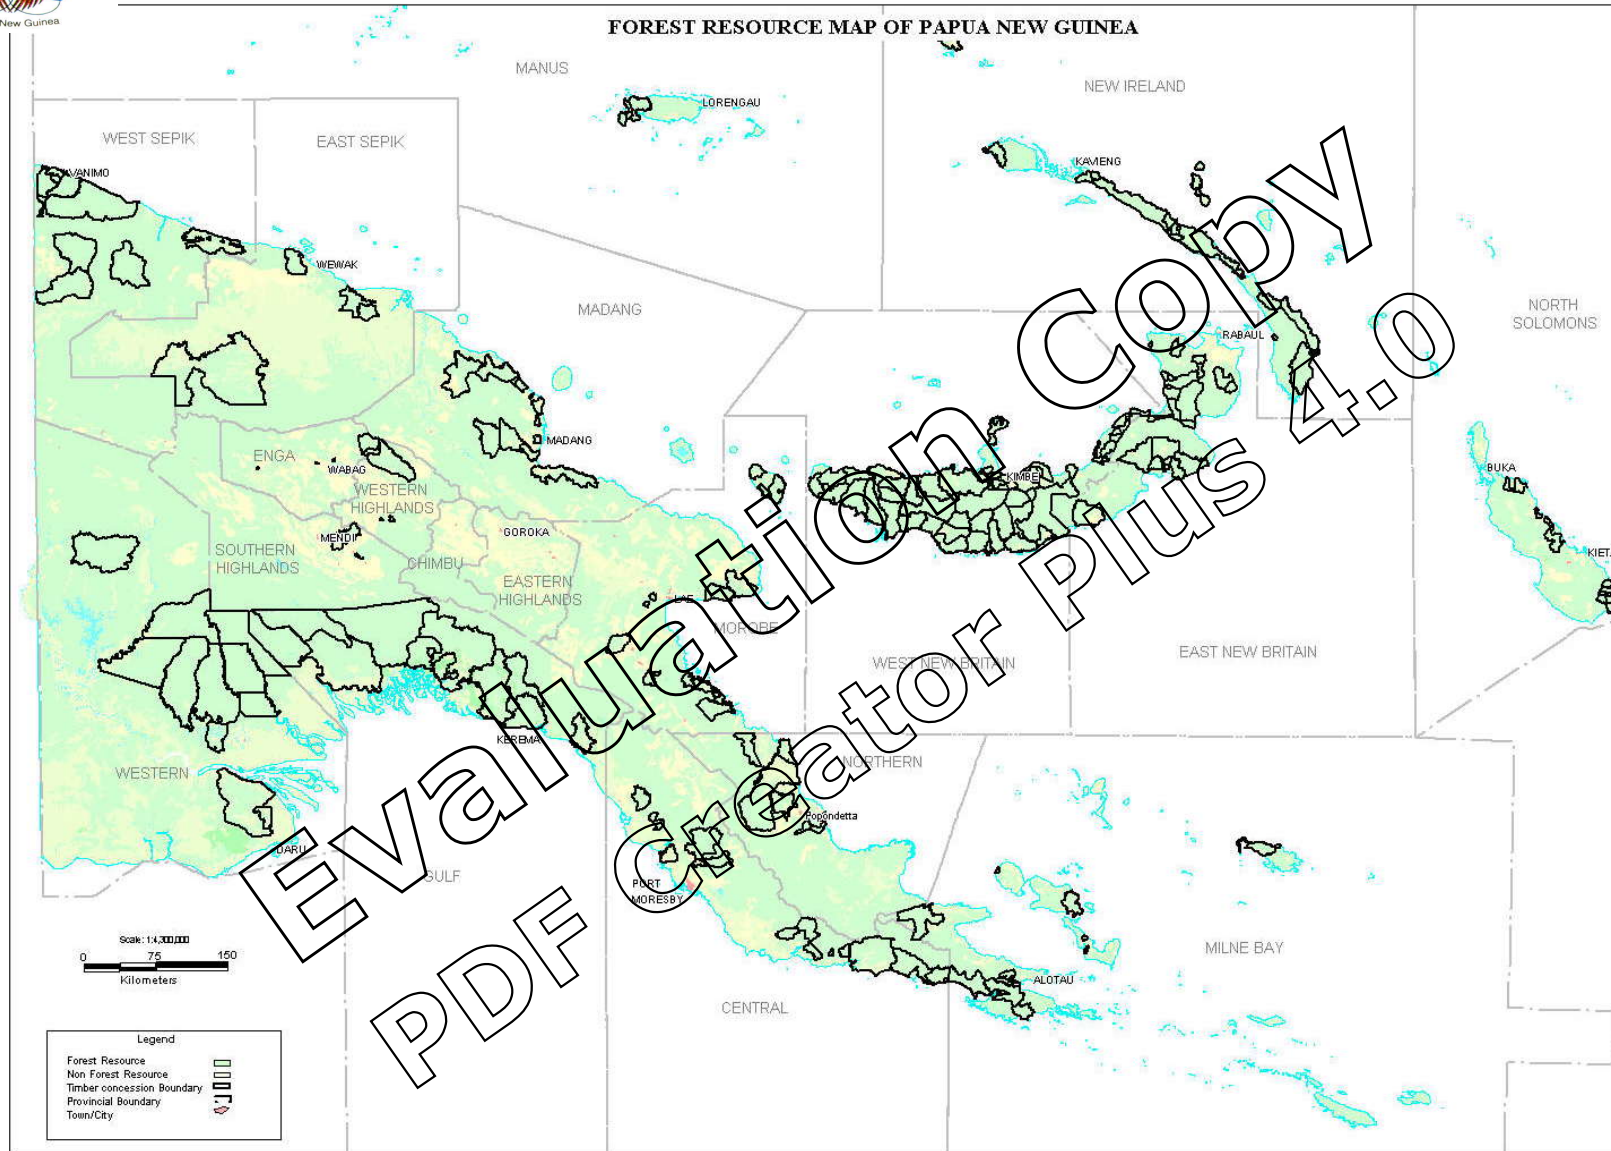 New Guinea
FOREST RESOURCE MAP OF PAPUA NEW GUINEA
MANUS
NEW IRELAND
LORENGAU
WEST SEPIK
EAST SEPIK
KAVIENG
VANIMO
WEWAK
MADANG
NORTH
SOLOMONS
RABAUL
MADANG
ENGA
WABAG
BUKA
KIMBE
WESTERN
HIGHLANDS
GOROKA
MENDI
SOUTHERN
HIGHLANDS
CHIMBU
KIET
EASTERN
HIGHLANDS
LAE
MOROBE
WEST NEW BRITAIN
EAST NEW BRITAIN
KEREMA
WESTERN
NORTHERN
Popondetta
DARU
GULF
PORT
MORESBY
MILNE BAY
ALOTAU
CENTRAL
Scale: 1:4,300,000
0 75 150
Kilometers
Legend
Forest Resource
Non Forest Resource
Timber concession Boundary
Provincial Boundary
Town/City
Evaluation Copy
PDF Creator Plus 4.0